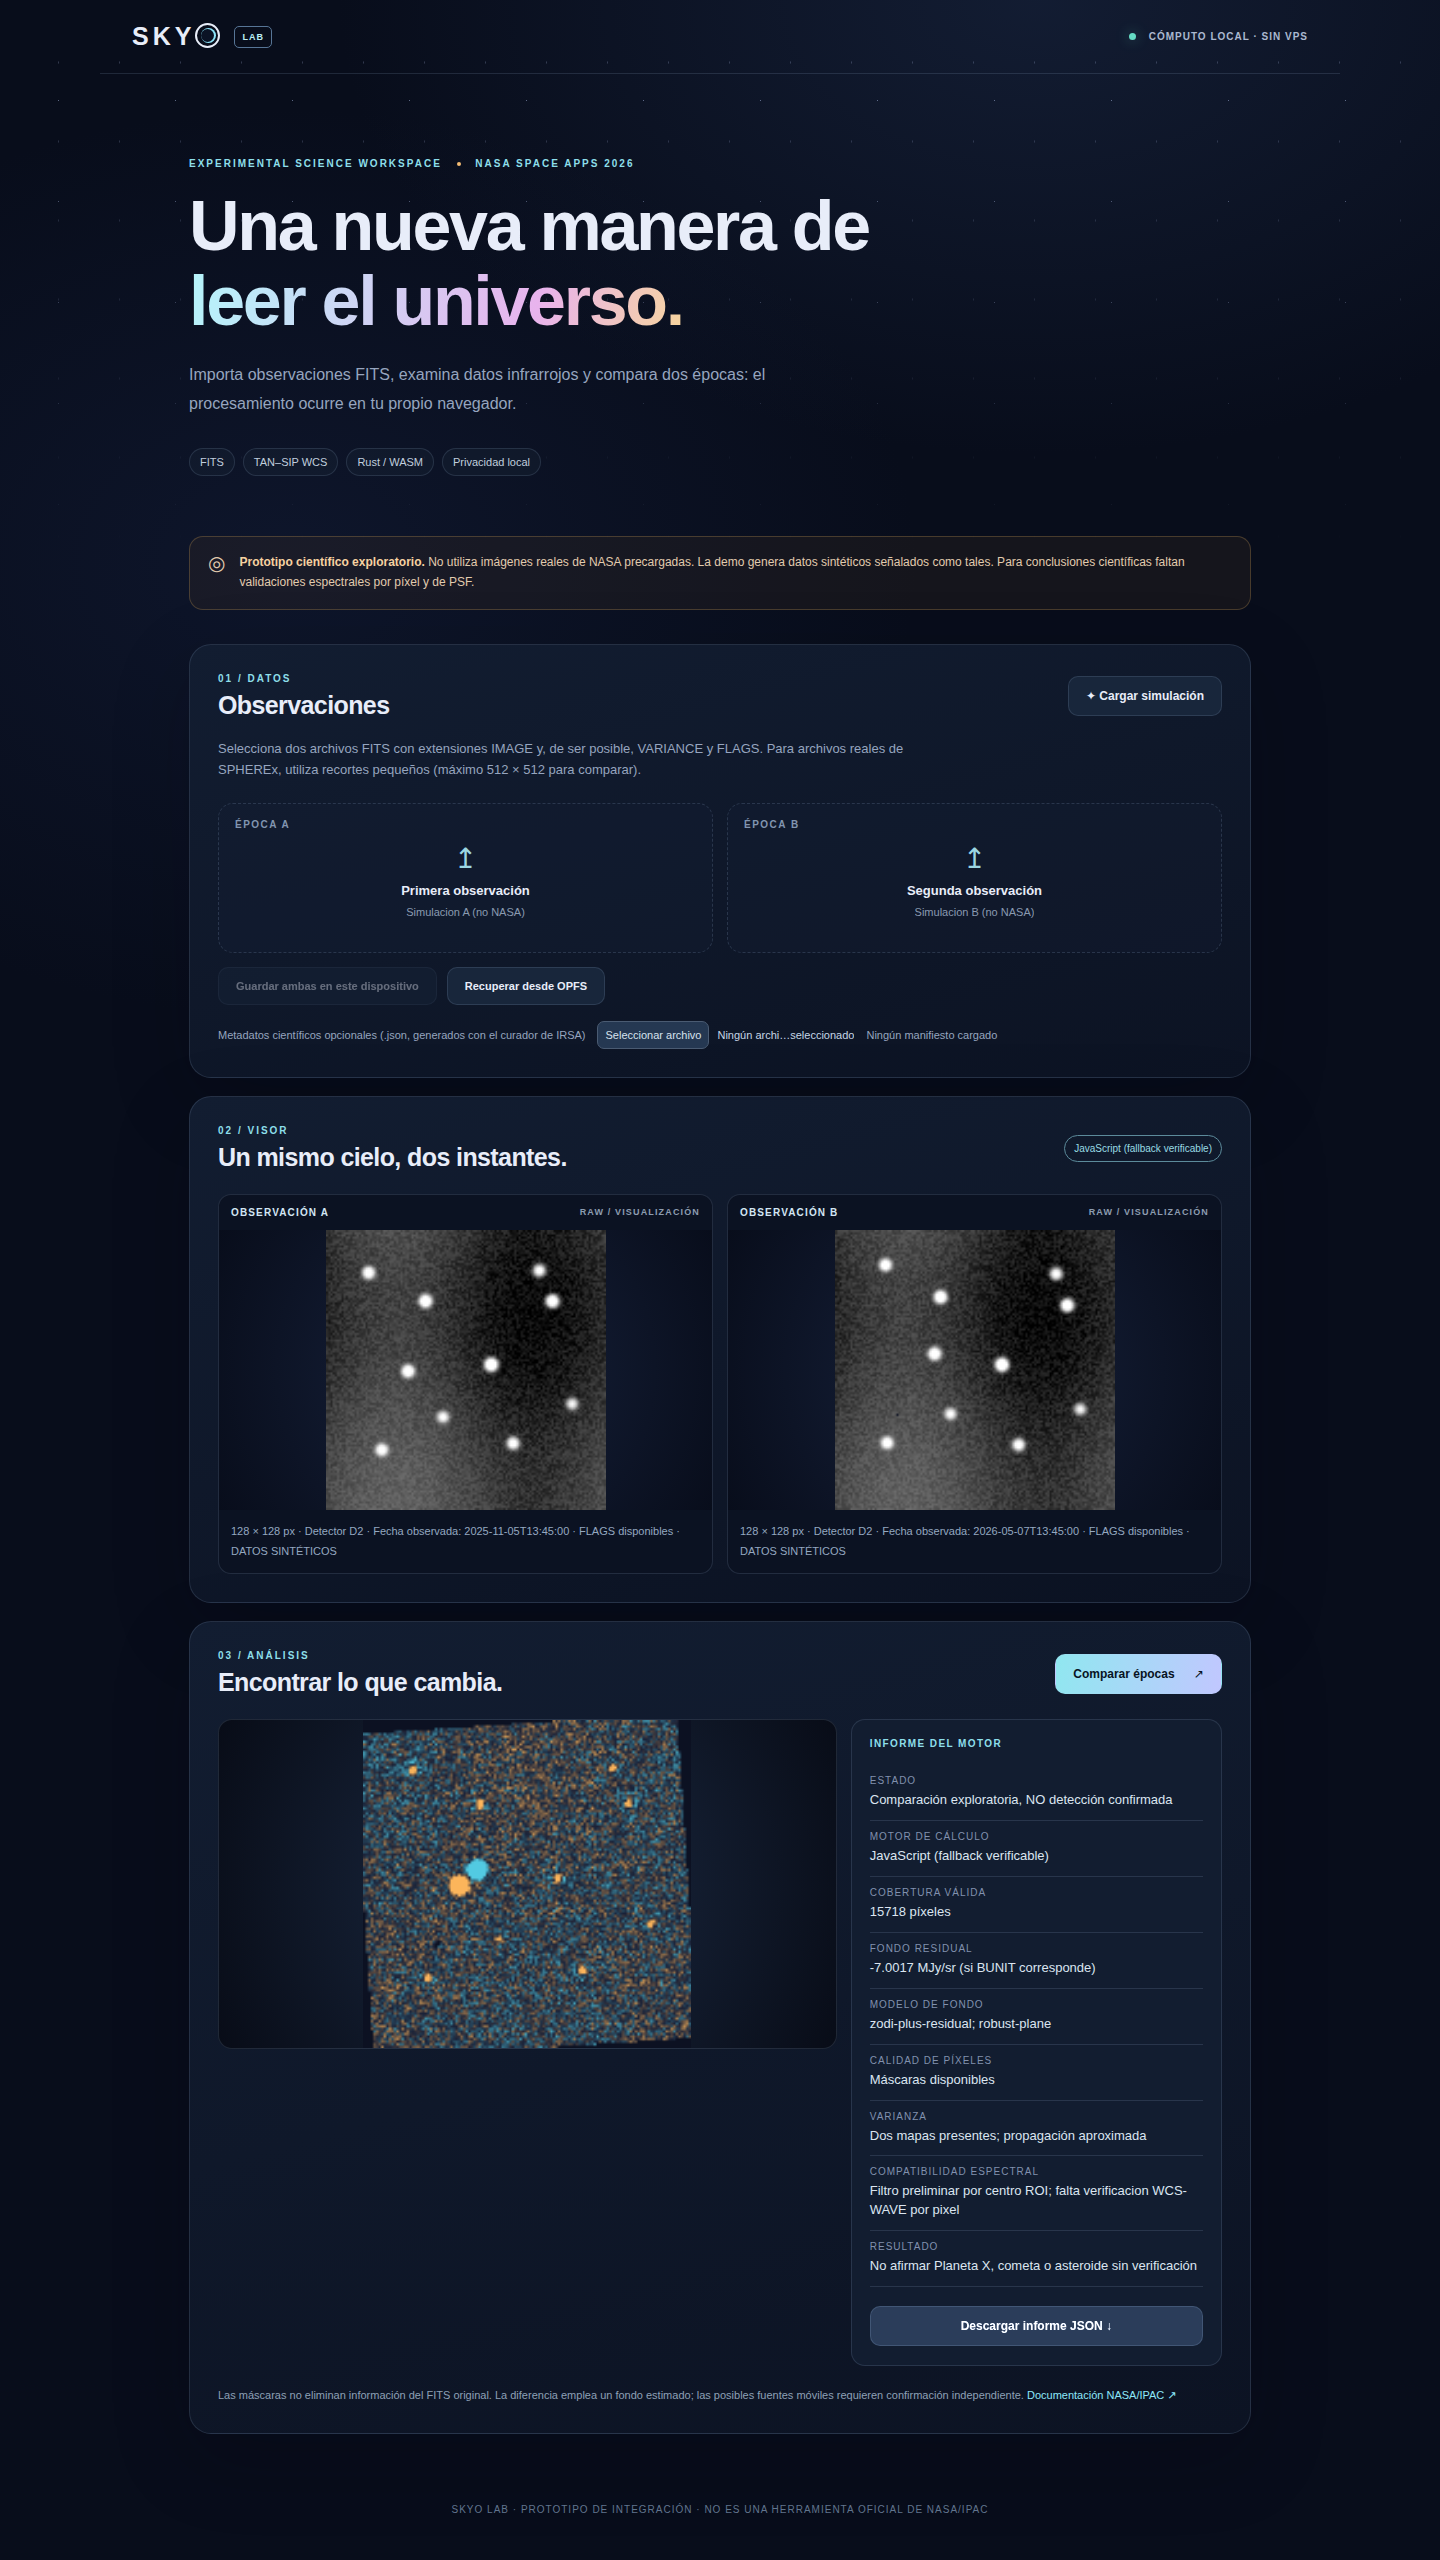 SKYO LAB
CÓMPUTO LOCAL · SIN VPS
EXPERIMENTAL SCIENCE WORKSPACE • NASA SPACE APPS 2026
Una nueva manera de
leer el universo.
Importa observaciones FITS, examina datos infrarrojos y compara dos épocas: el
procesamiento ocurre en tu propio navegador.
FITS
TAN–SIP WCS
Rust / WASM
Privacidad local
◎ Prototipo científico exploratorio. No utiliza imágenes reales de NASA precargadas. La demo genera datos sintéticos señalados como tales. Para conclusiones científicas faltan
validaciones espectrales por píxel y de PSF.
01 / DATOS
Observaciones
✦ Cargar simulación
Selecciona dos archivos FITS con extensiones IMAGE y, de ser posible, VARIANCE y FLAGS. Para archivos reales de
SPHEREx, utiliza recortes pequeños (máximo 512 × 512 para comparar).
ÉPOCA A
↥
Primera observación
Simulacion A (no NASA)
ÉPOCA B
↥
Segunda observación
Simulacion B (no NASA)
Guardar ambas en este dispositivo
Recuperar desde OPFS
Metadatos científicos opcionales (.json, generados con el curador de IRSA) Seleccionar archivo Ningún archi…seleccionado Ningún manifiesto cargado
02 / VISOR
Un mismo cielo, dos instantes.
JavaScript (fallback verificable)
OBSERVACIÓN A
RAW / VISUALIZACIÓN
128 × 128 px · Detector D2 · Fecha observada: 2025-11-05T13:45:00 · FLAGS disponibles ·
DATOS SINTÉTICOS
OBSERVACIÓN B
RAW / VISUALIZACIÓN
128 × 128 px · Detector D2 · Fecha observada: 2026-05-07T13:45:00 · FLAGS disponibles ·
DATOS SINTÉTICOS
03 / ANÁLISIS
Encontrar lo que cambia.
Comparar épocas ↗
INFORME DEL MOTOR
ESTADO
Comparación exploratoria, NO detección confirmada
MOTOR DE CÁLCULO
JavaScript (fallback verificable)
COBERTURA VÁLIDA
15718 píxeles
FONDO RESIDUAL
-7.0017 MJy/sr (si BUNIT corresponde)
MODELO DE FONDO
zodi-plus-residual; robust-plane
CALIDAD DE PÍXELES
Máscaras disponibles
VARIANZA
Dos mapas presentes; propagación aproximada
COMPATIBILIDAD ESPECTRAL
Filtro preliminar por centro ROI; falta verificacion WCS-
WAVE por pixel
RESULTADO
No afirmar Planeta X, cometa o asteroide sin verificación
Descargar informe JSON ↓
Las máscaras no eliminan información del FITS original. La diferencia emplea un fondo estimado; las posibles fuentes móviles requieren confirmación independiente. Documentación NASA/IPAC ↗
SKYO LAB · PROTOTIPO DE INTEGRACIÓN · NO ES UNA HERRAMIENTA OFICIAL DE NASA/IPAC